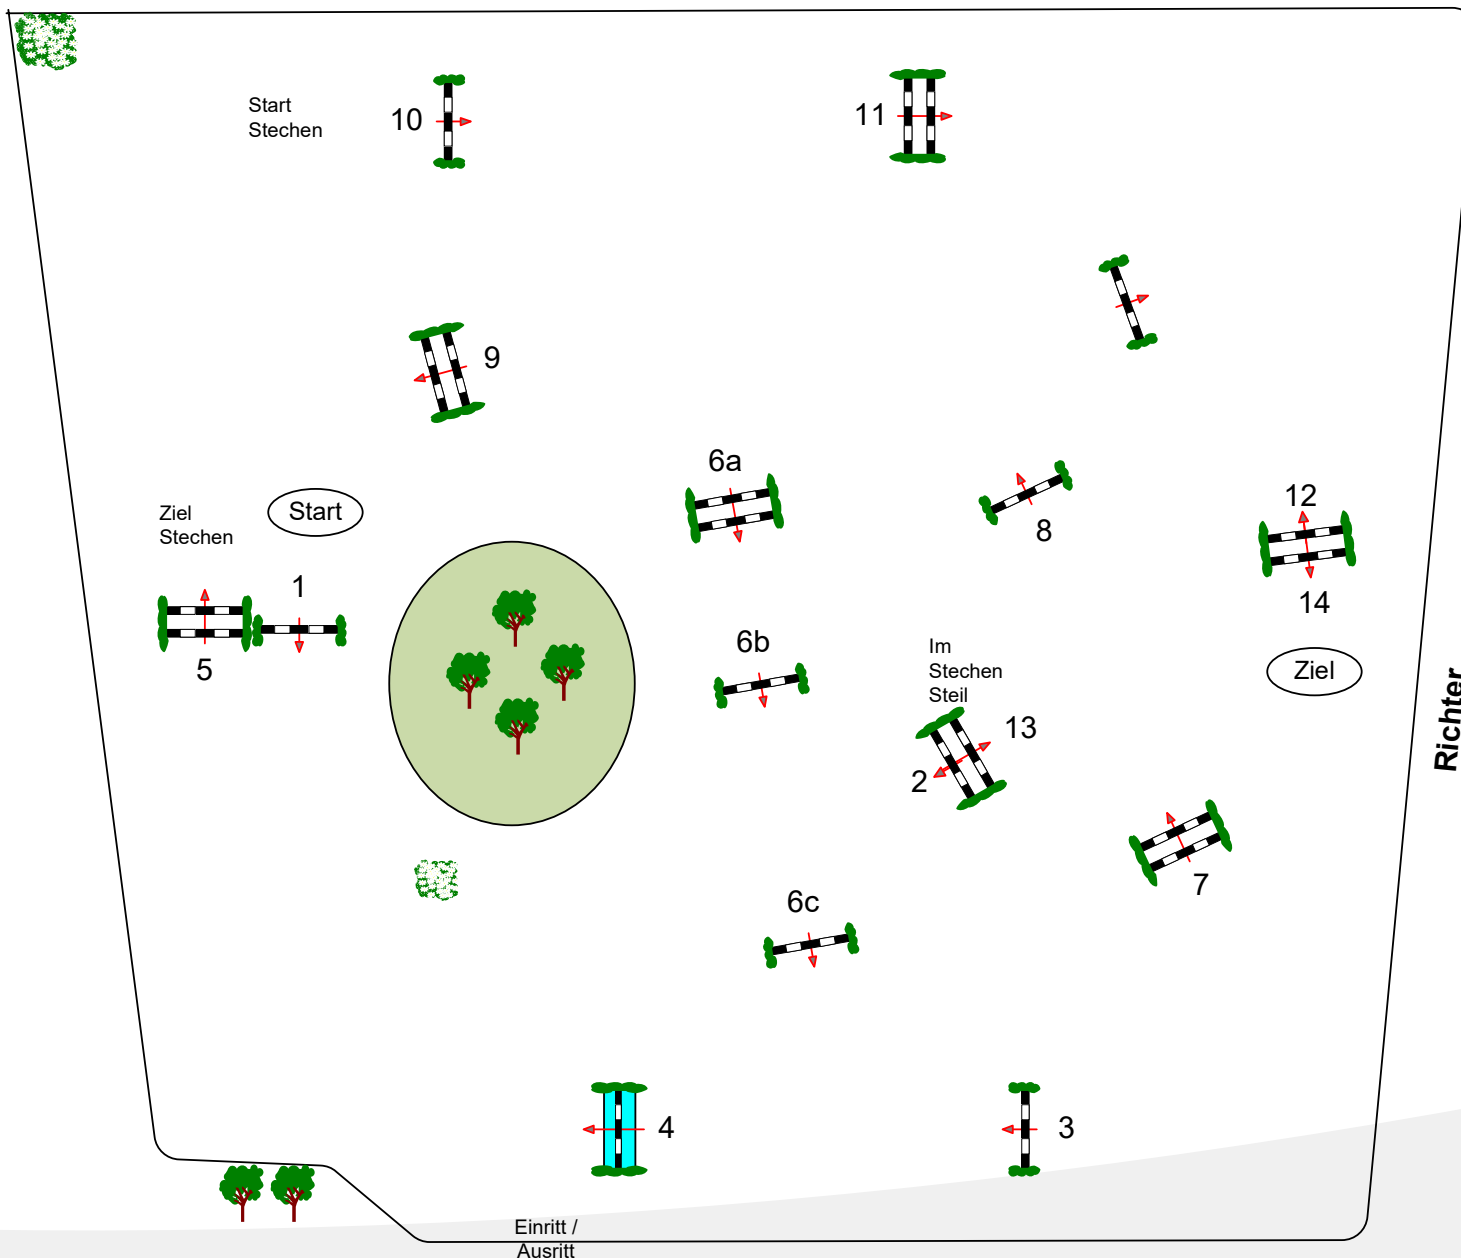 Start
Stechen
10
11
9
6a
12
Ziel
Stechen
Start
8
1
14
5
6b
Im
Stechen
Steil
Ziel
Richter
13
2
7
6c
4
3
Einritt /
Ausritt